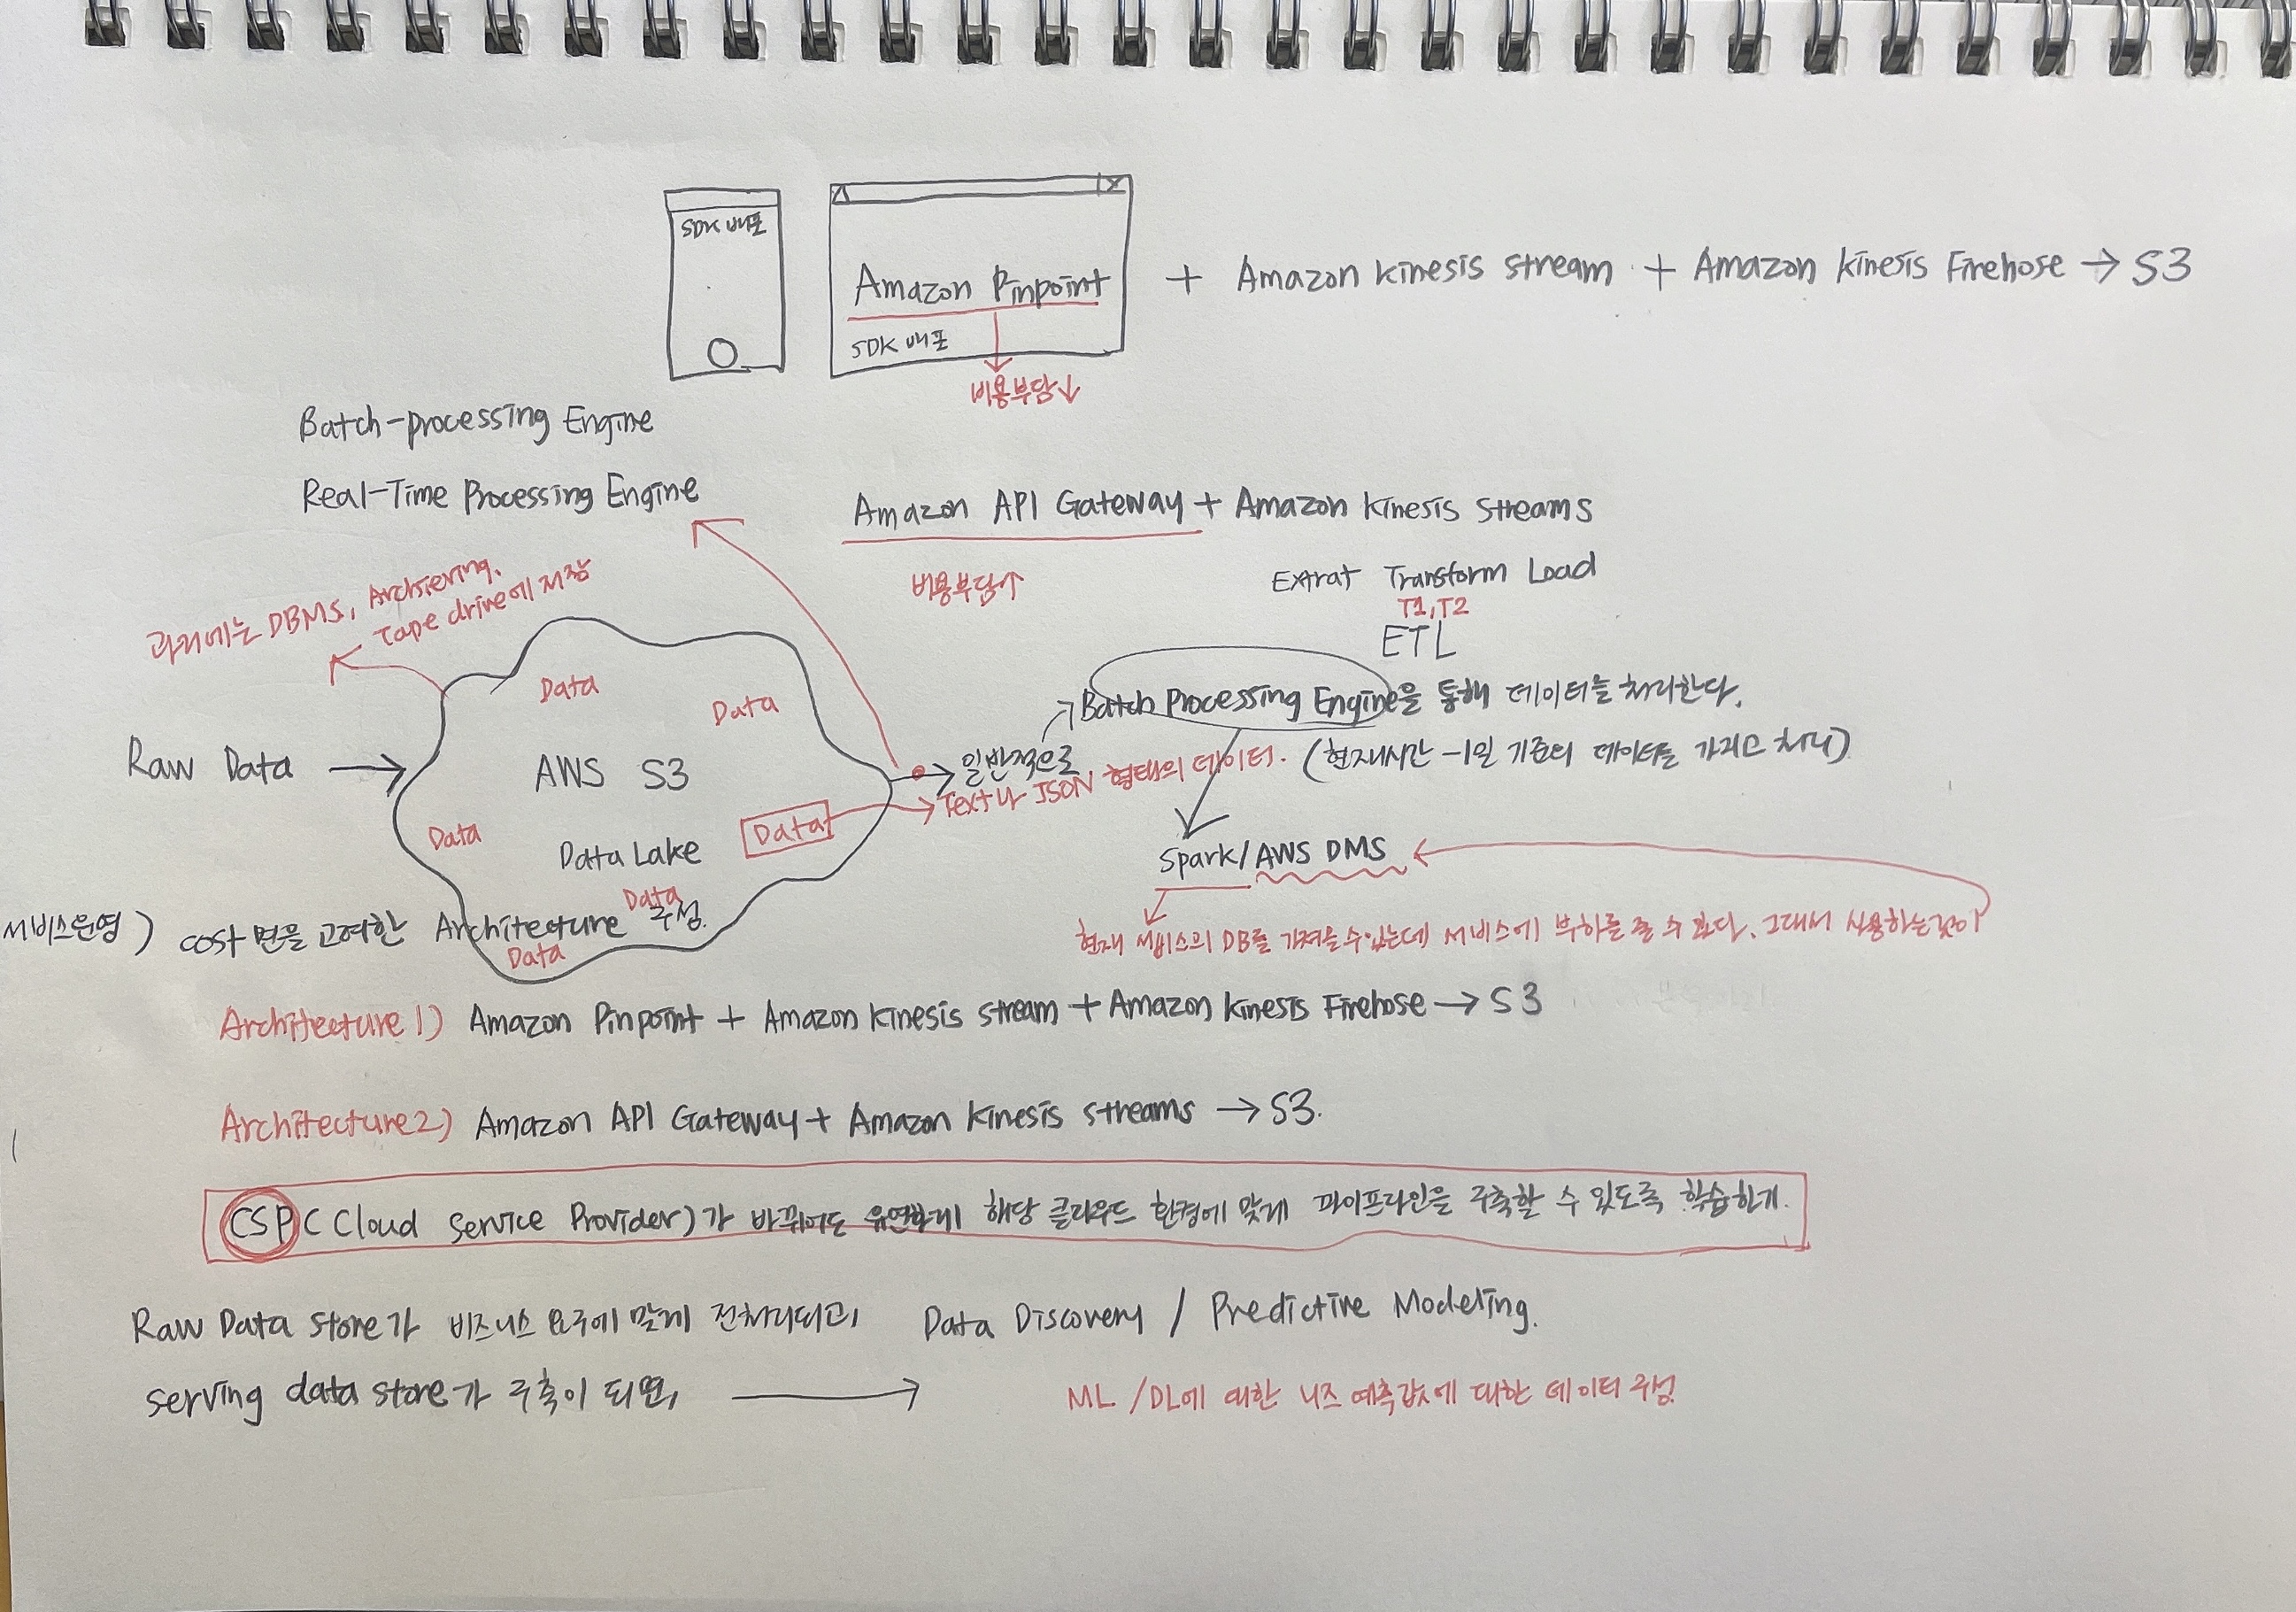 SDK 배포
Amazon Pinpoint + Amazon kinesis stream + Amazon kinesis Firehose → S3
SDK 배포
비용부담↓
Batch-processing Engine
Real-Time Processing Engine
Amazon API Gateway + Amazon kinesis streams
비용부담↑
Extrat Transform Load
T1, T2
ETL
과거에는 DBMS, Archiering,
Tape drive에 저장
Data
Data
Batch Processing Engine을 통해 데이터를 처리한다.
Raw Data → AWS S3
일반적으로
(현재시간 -1일 기준의 데이터를 가지고 처리)
Text나 JSON 형태의 데이터.
Data
Data
Data Lake
Spark/AWS DMS
Data
서비스운영) cost 면을 고려한 Architecture 구성.
현재 서비스의 DB를 가져올 수 있는데 서비스에 부하를 줄 수 있다. 그래서 사용하는것이
Data
Architecture1) Amazon Pinpoint + Amazon kinesis stream + Amazon kinesis Firehose → S3
Architecture2) Amazon API Gateway + Amazon kinesis streams → S3.
CSP(Cloud Service Provider)가 바뀌어도 유연하게 해당 클라우드 환경에 맞게 파이프라인을 구축할 수 있도록 학습하기.
Raw Data Store가 비즈니스 요구에 맞게 전처리되고,
Data Discovery / Predictive Modeling.
serving data store가 구축이 되면, →
ML /DL에 대한 니즈 예측값에 대한 데이터 구성